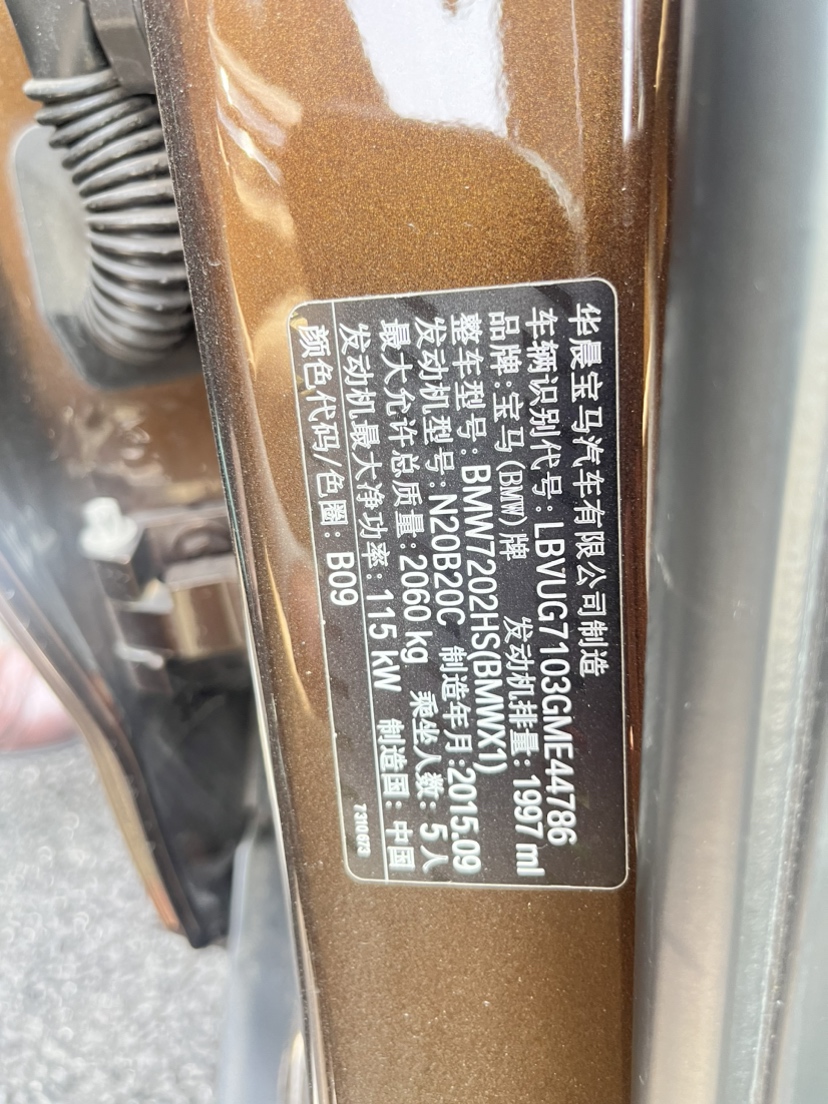 华晨宝马汽车有限公司制造
车辆识别代号：LBVUG7103GME44786
品牌：宝马(BMW)牌 发动机排量：1997 ml
整车型号：BMW7202HS(BMWX1)
发动机型号：N20B20C 制造年月：2015.09
最大允许总质量：2060 kg 乘坐人数：5人
发动机最大净功率：115 kW 制造国：中国
颜色代码/色圈：B09
7310673